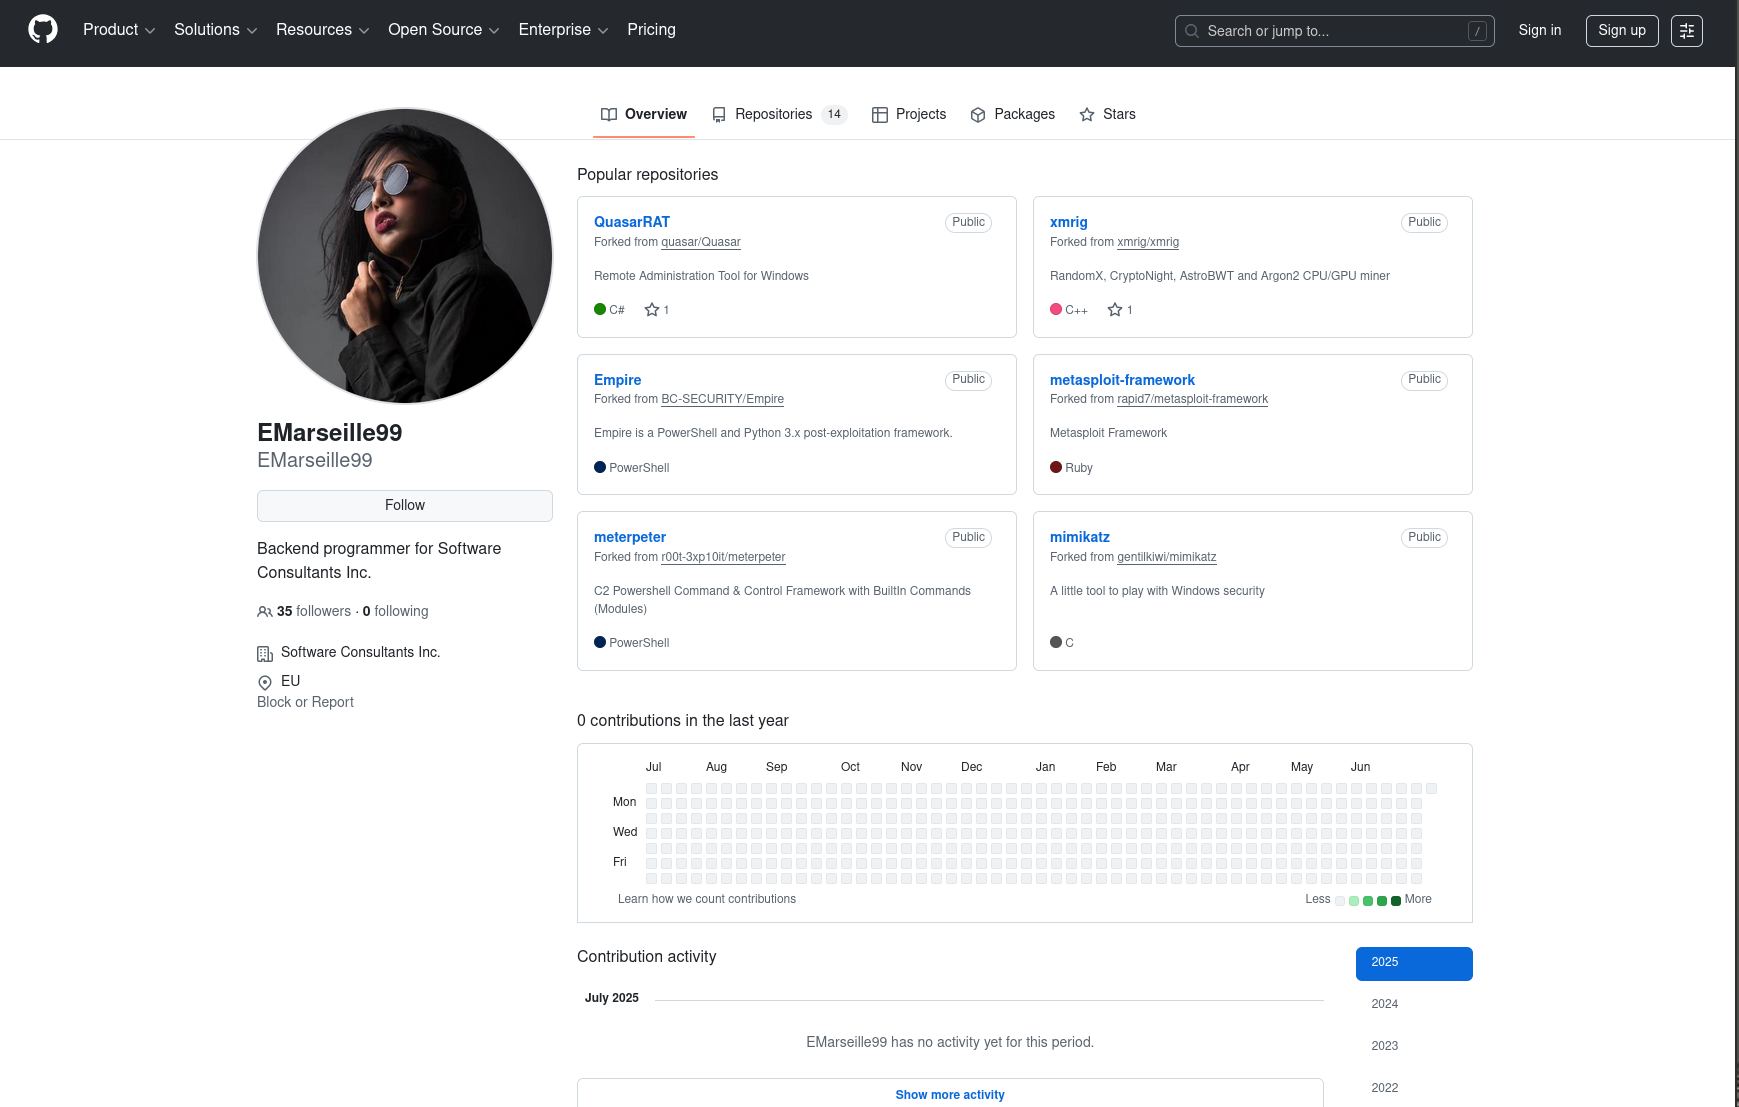 Product Solutions Resources Open Source Enterprise Pricing Search or jump to... / Sign in Sign up
Overview Repositories 14 Projects Packages Stars
EMarseille99
EMarseille99
Follow
Backend programmer for Software
Consultants Inc.
35 followers · 0 following
Software Consultants Inc.
EU
Block or Report
Popular repositories
QuasarRAT Public
Forked from quasar/Quasar
Remote Administration Tool for Windows
C# 1
xmrig Public
Forked from xmrig/xmrig
RandomX, CryptoNight, AstroBWT and Argon2 CPU/GPU miner
C++ 1
Empire Public
Forked from BC-SECURITY/Empire
Empire is a PowerShell and Python 3.x post-exploitation framework.
PowerShell
metasploit-framework Public
Forked from rapid7/metasploit-framework
Metasploit Framework
Ruby
meterpeter Public
Forked from r00t-3xp10it/meterpeter
C2 Powershell Command & Control Framework with BuiltIn Commands
(Modules)
PowerShell
mimikatz Public
Forked from gentilkiwi/mimikatz
A little tool to play with Windows security
C
0 contributions in the last year
Jul Aug Sep Oct Nov Dec Jan Feb Mar Apr May Jun
Mon
Wed
Fri
Learn how we count contributions Less More
Contribution activity
2025
2024
2023
2022
July 2025
EMarseille99 has no activity yet for this period.
Show more activity